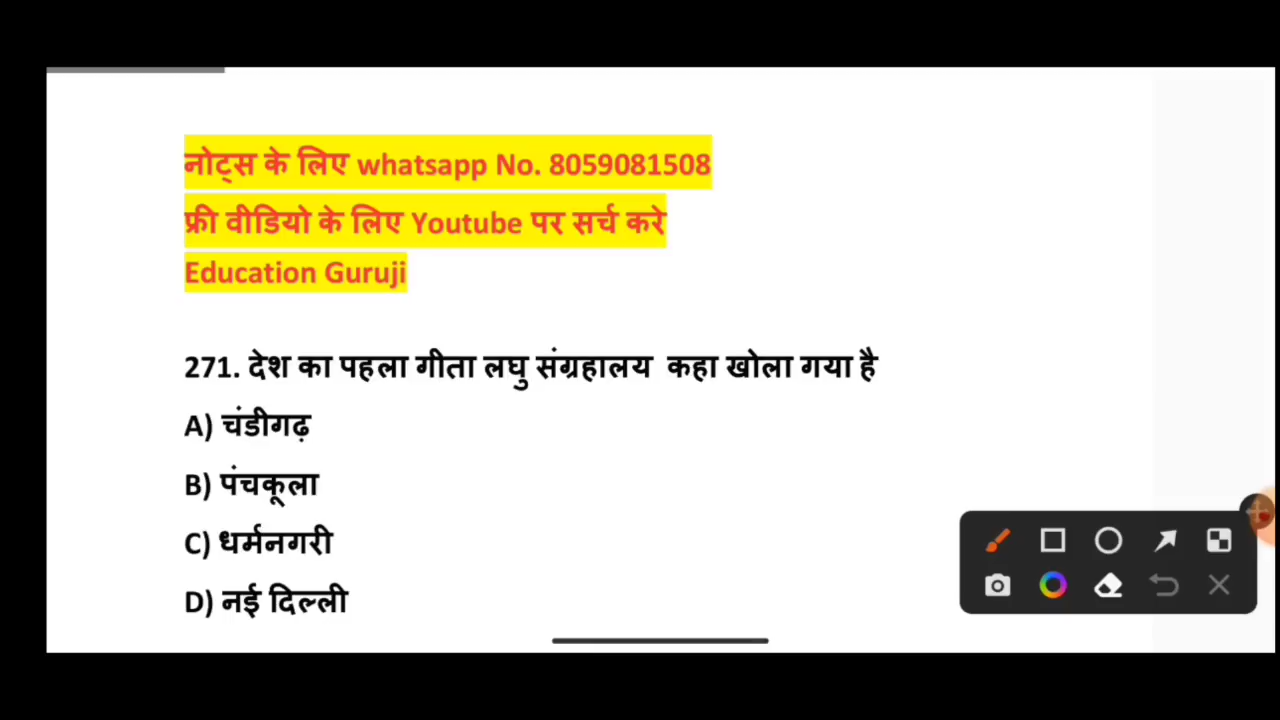 नोट्स के लिए whatsapp No. 8059081508
फ्री वीडियो के लिए Youtube पर सर्च करे
Education Guruji
271. देश का पहला गीता लघु संग्रहालय कहा खोला गया है
A) चंडीगढ़
B) पंचकूला
C) धर्मनगरी
D) नई दिल्ली